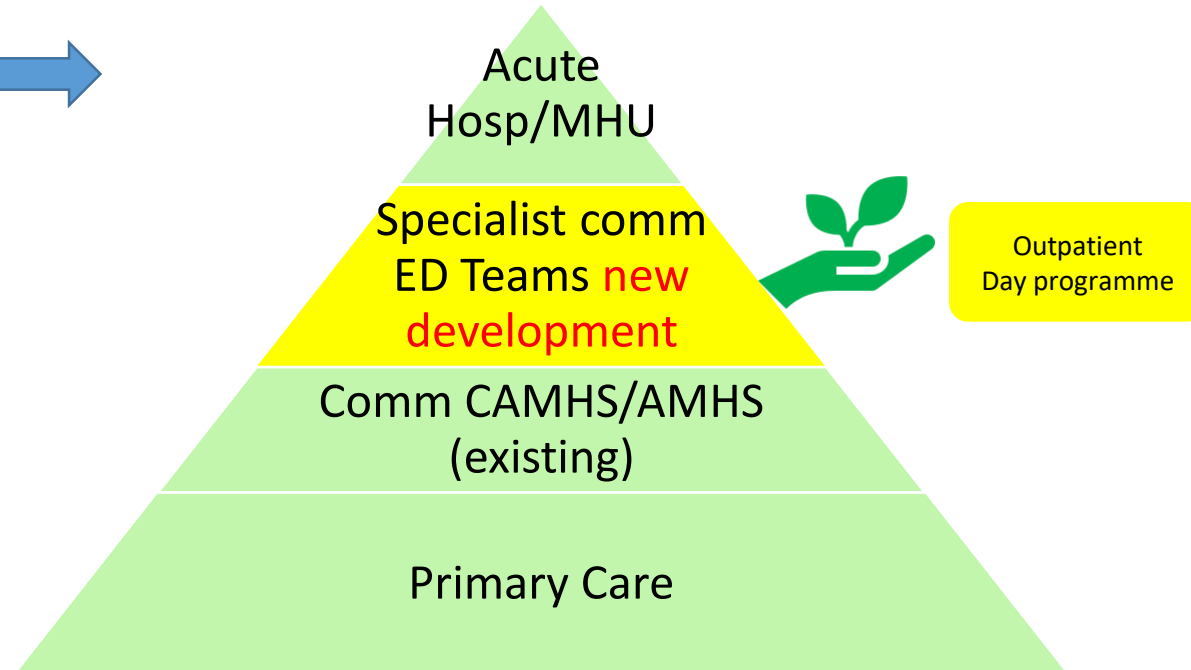 Acute
Hosp/MHU
Specialist comm
ED Teams new
development
Outpatient
Day programme
Comm CAMHS/AMHS
(existing)
Primary Care